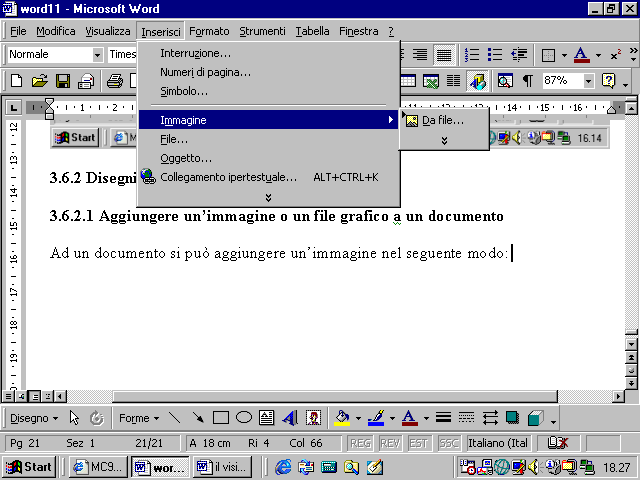 word11 - Microsoft Word
File Modifica Visualizza Inserisci Formato Strumenti Tabella Finestra ?
Normale Times
Interruzione...
Numeri di pagina...
Simbolo...
87%
Immagine
Da file...
File...
Oggetto...
Collegamento ipertestuale... ALT+CTRL+K
Start 16.14
3.6.2 Disegni
3.6.2.1 Aggiungere un'immagine o un file grafico a un documento
Ad un documento si può aggiungere un'immagine nel seguente modo:
Disegno Forme
Pg 21 Sez 1 21/21 A 18 cm Ri 4 Col 66 REG REV EST SSC Italiano (Ital
Start MC9... wor... il visi... 18.27